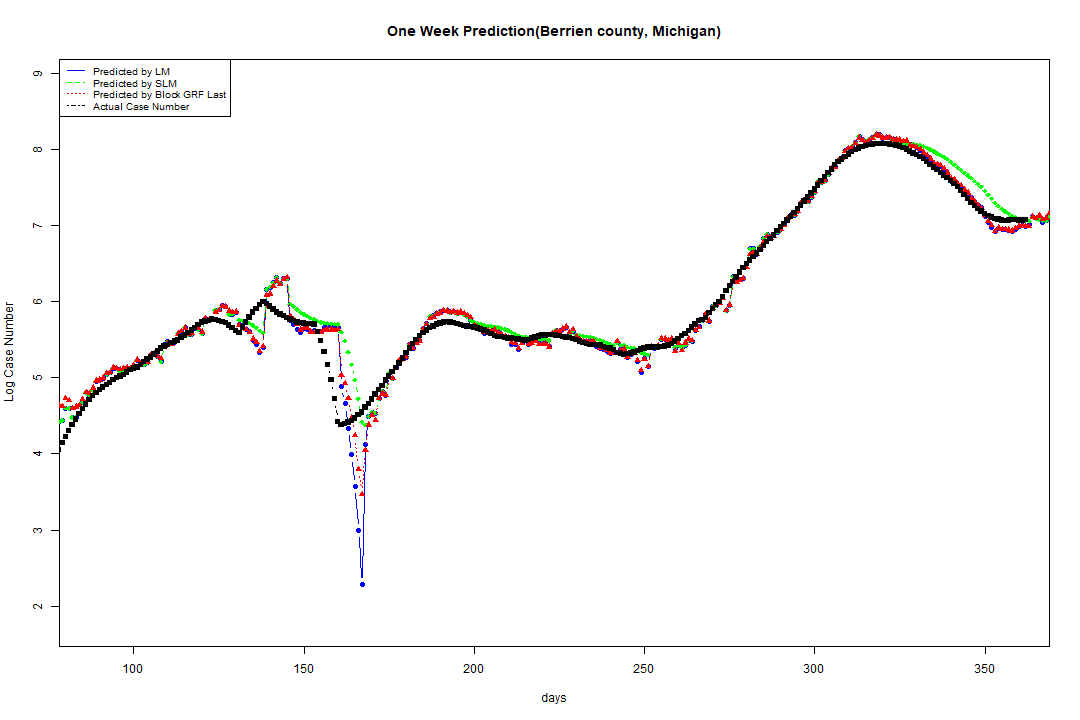 One Week Prediction(Berrien county, Michigan)
Predicted by LM
Predicted by SLM
Predicted by Block GRF Last
Actual Case Number
9
8
7
6
5
4
3
2
Log Case Number
100 150 200 250 300 350
days